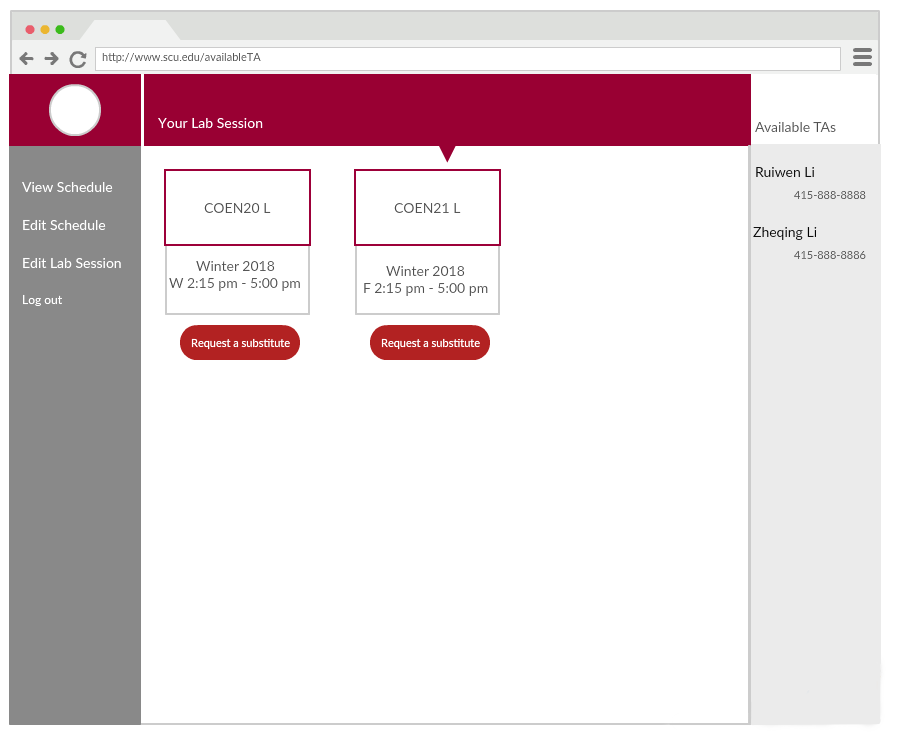 http://www.scu.edu/availableTA
Your Lab Session
Available TAs
View Schedule
Edit Schedule
Edit Lab Session
Log out
COEN20 L
Winter 2018
W 2:15 pm - 5:00 pm
Request a substitute
COEN21 L
Winter 2018
F 2:15 pm - 5:00 pm
Request a substitute
Ruiwen Li
415-888-8888
Zheqing Li
415-888-8886